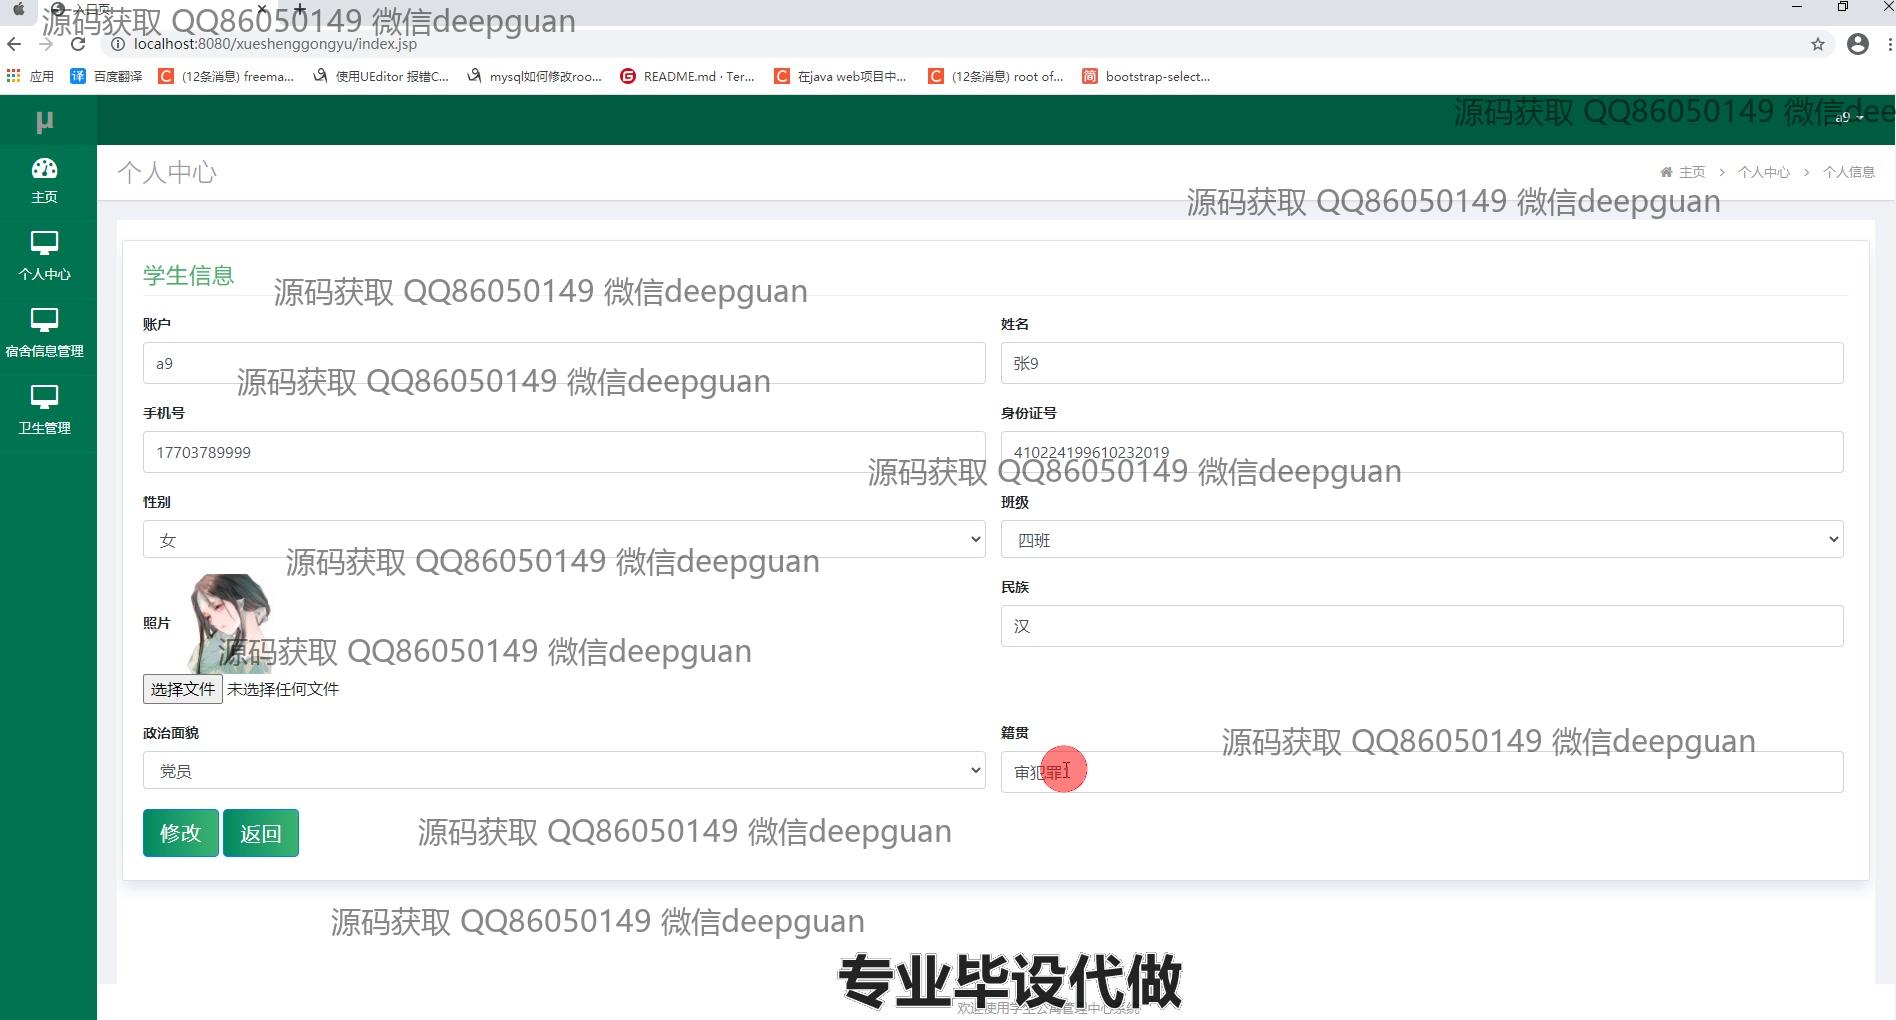 入口页
源码获取 QQ86050149 微信deepguan
localhost:8080/xueshenggongyu/index.jsp
应用 百度翻译 (12条消息) freema... 使用UEditor 报错C... mysql如何修改roo... README.md · Ter... 在java web项目中... (12条消息) root of... bootstrap-select...
源码获取 QQ86050149 微信dee
a9
μ
主页
个人中心
宿舍信息管理
卫生管理
个人中心
主页 > 个人中心 > 个人信息
源码获取 QQ86050149 微信deepguan
学生信息
源码获取 QQ86050149 微信deepguan
账户 姓名
a9 张9
源码获取 QQ86050149 微信deepguan
手机号 身份证号
17703789999 410224199610232019
源码获取 QQ86050149 微信deepguan
性别 班级
女 四班
源码获取 QQ86050149 微信deepguan
民族
照片 汉
源码获取 QQ86050149 微信deepguan
选择文件 未选择任何文件
政治面貌 籍贯
源码获取 QQ86050149 微信deepguan
党员 审犯罪
修改 返回
源码获取 QQ86050149 微信deepguan
源码获取 QQ86050149 微信deepguan
专业毕设代做
欢迎使用学生公寓管理中心系统